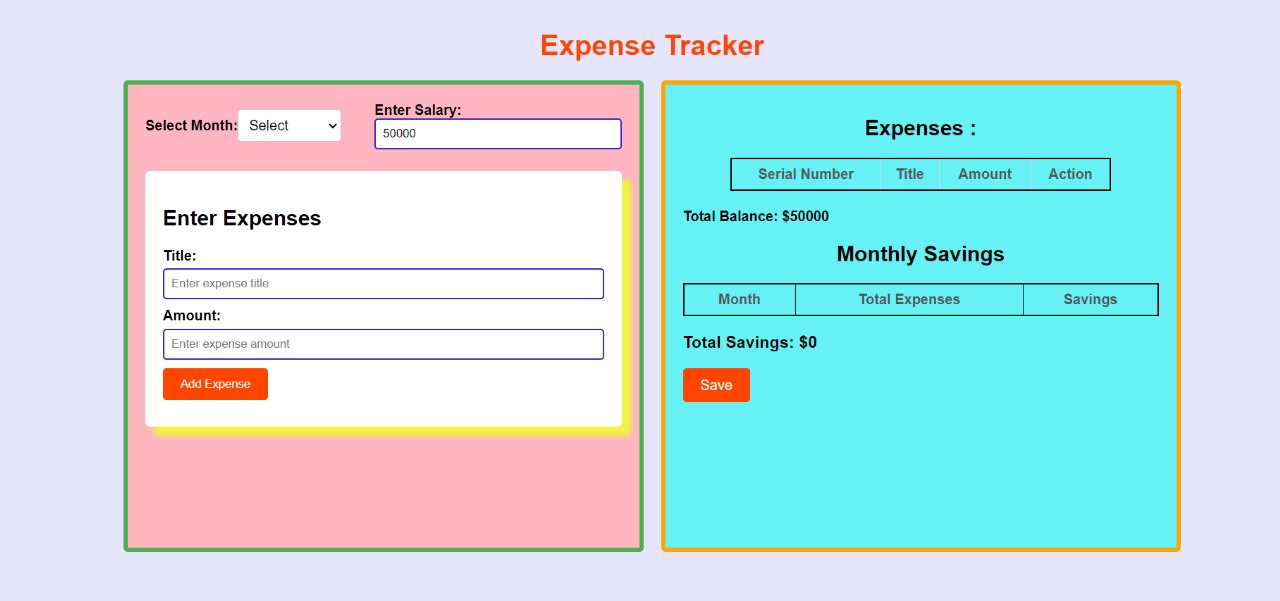 Expense Tracker
Select Month: Select
Enter Salary:
50000
Enter Expenses
Title:
Enter expense title
Amount:
Enter expense amount
Add Expense
Expenses :
Serial Number Title Amount Action
Total Balance: $50000
Monthly Savings
Month Total Expenses Savings
Total Savings: $0
Save